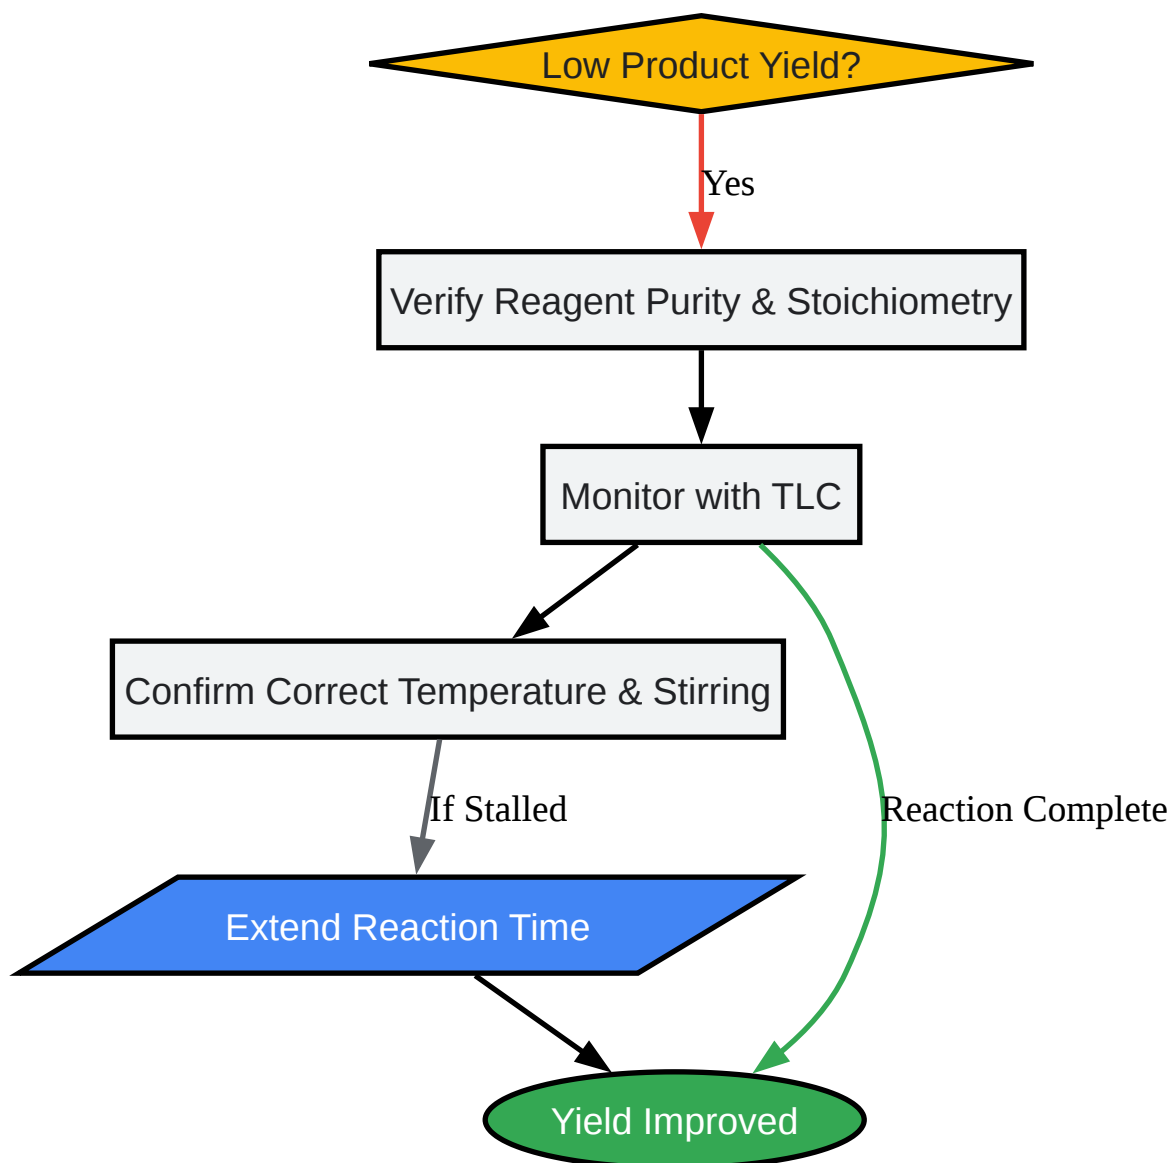 Low Product Yield?
Yes
Verify Reagent Purity & Stoichiometry
Monitor with TLC
Confirm Correct Temperature & Stirring
If Stalled
Reaction Complete
Extend Reaction Time
Yield Improved